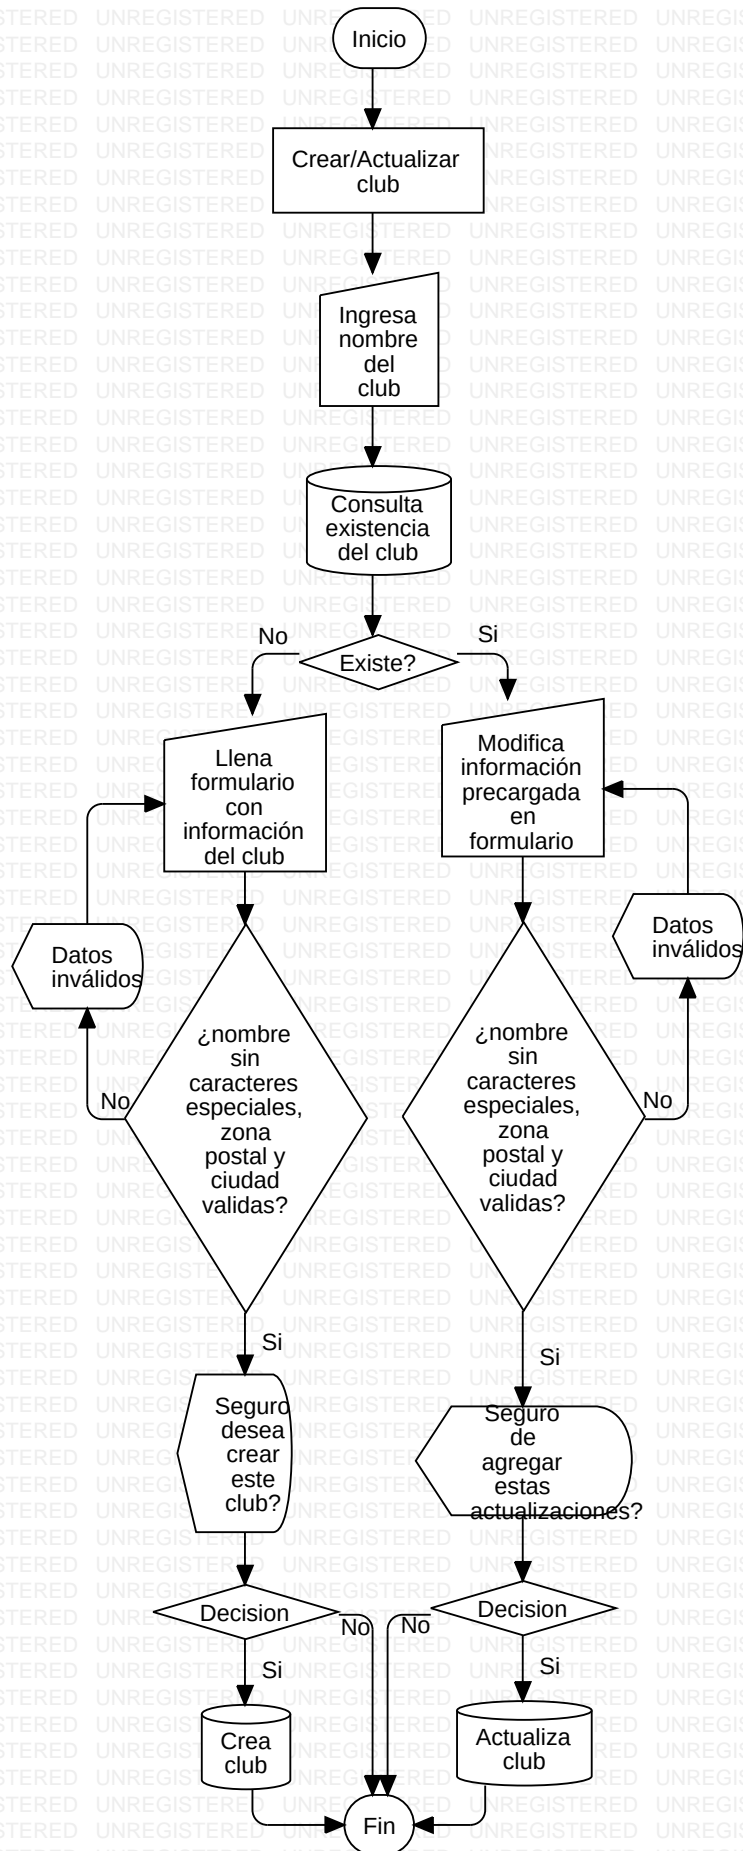 Inicio
Crear/Actualizar
club
Ingresa
nombre
del
club
Consulta
existencia
del club
No
Existe?
Si
Llena
formulario
con
información
del club
Modifica
información
precargada
en
formulario
Datos
inválidos
Datos
inválidos
¿nombre
sin
caracteres
especiales,
zona
postal y
ciudad
validas?
No
¿nombre
sin
caracteres
especiales,
zona
postal y
ciudad
validas?
No
Si
Si
Seguro
desea
crear
este
club?
Seguro
de
agregar
estas
actualizaciones?
Decision
No
No
Decision
Si
Si
Crea
club
Actualiza
club
Fin
UNREGISTERED